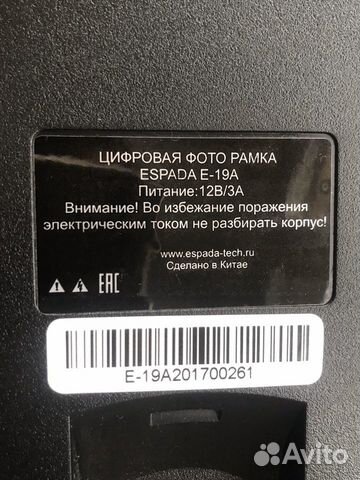 ЦИФРОВАЯ ФОТО РАМКА
ESPADA E-19A
Питание:12В/3А
Внимание! Во избежание поражения
электрическим током не разбирать корпус!
www.espada-tech.ru
Сделано в Китае
EAC
E-19A201700261
Avito